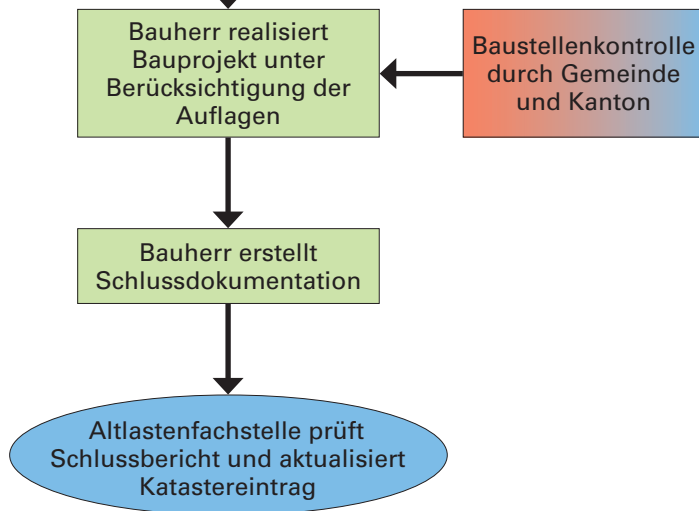 Bauherr realisiert
Bauprojekt unter
Berücksichtigung der
Auflagen
Baustellenkontrolle
durch Gemeinde
und Kanton
Bauherr erstellt
Schlussdokumentation
Altlastenfachstelle prüft
Schlussbericht und aktualisiert
Katastereintrag